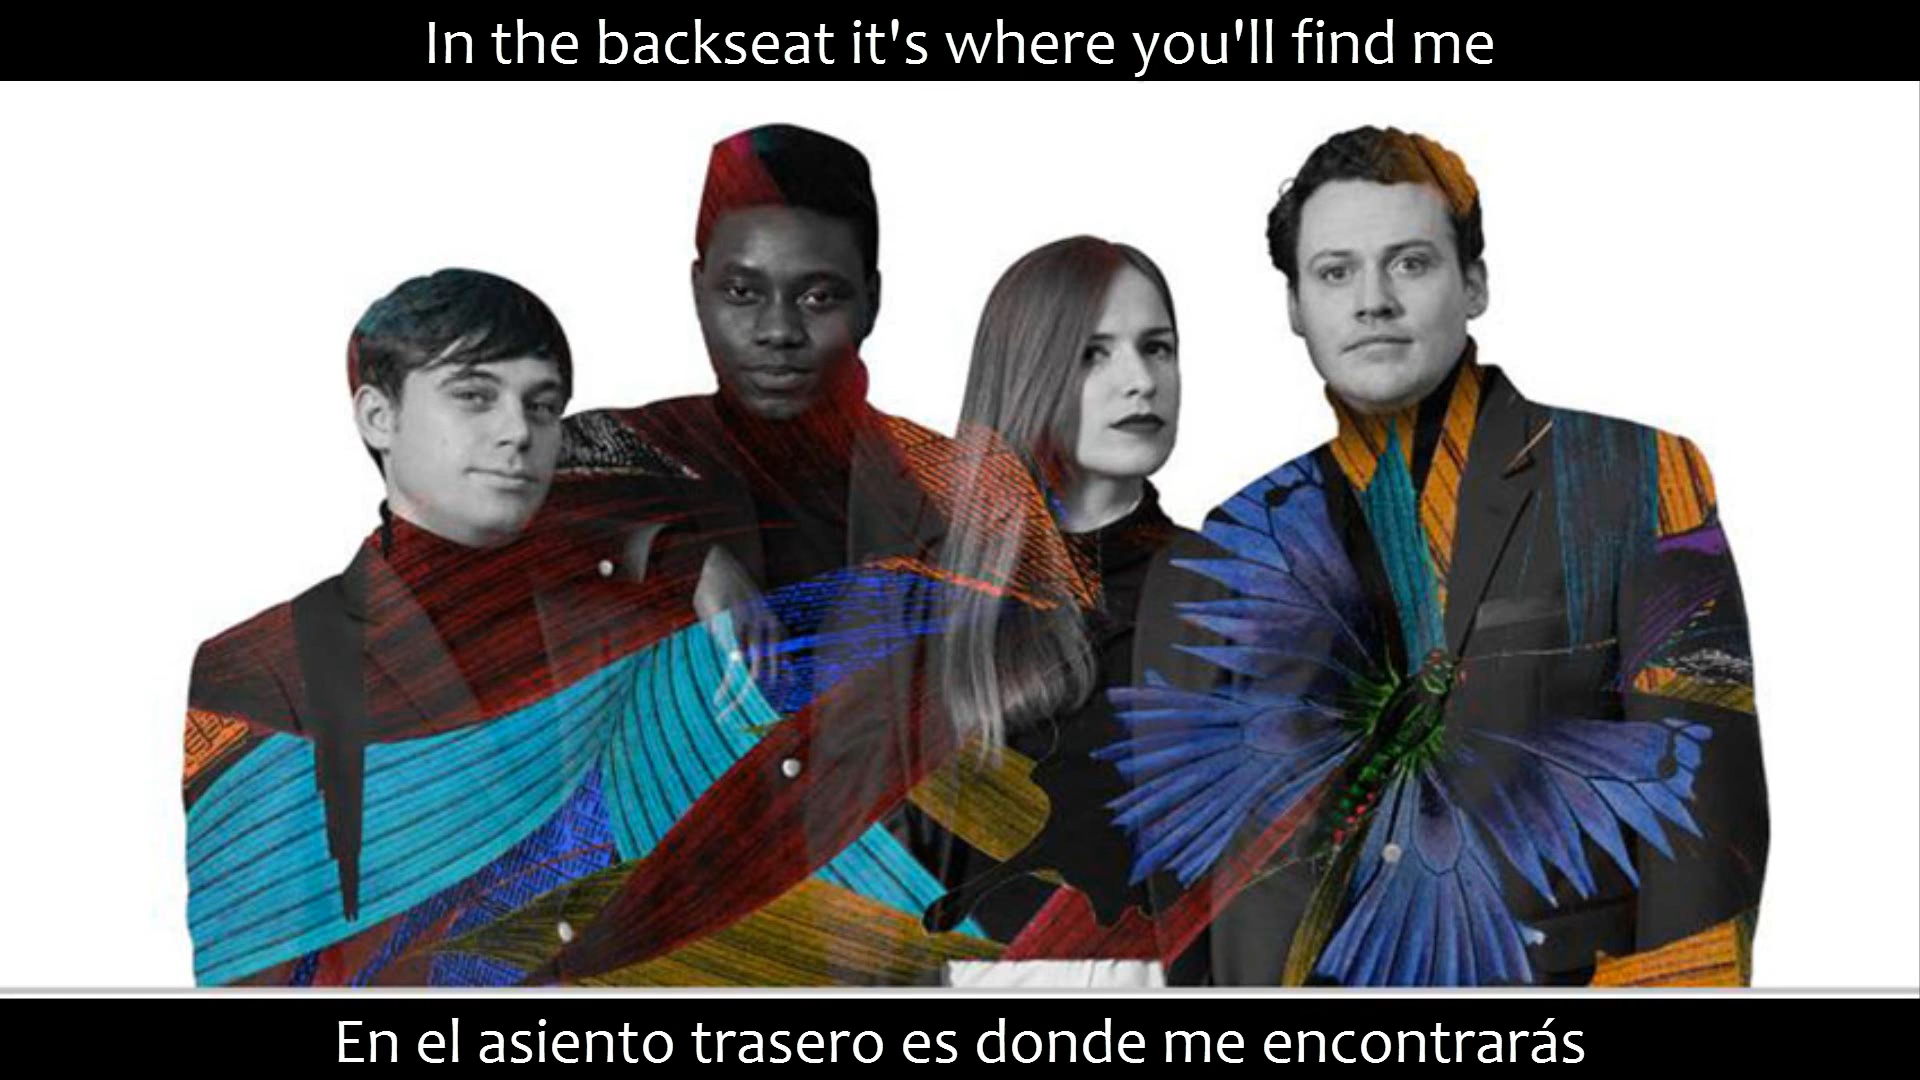 In the backseat it's where you'll find me
En el asiento trasero es donde me encontrarás